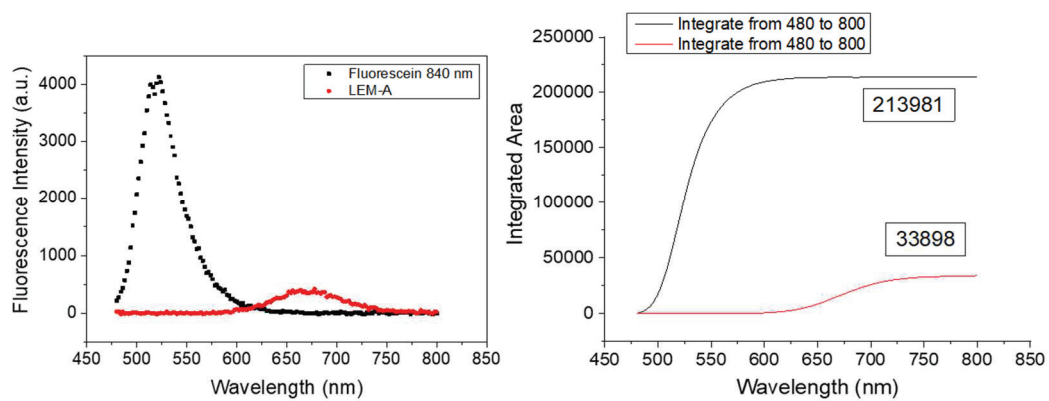 Fluorescein 840 nm
LEM-A
4000
3000
2000
1000
0
450 500 550 600 650 700 750 800 850
Fluorescence Intensity (a.u.)
Wavelength (nm)
Integrate from 480 to 800
Integrate from 480 to 800
250000
200000
150000
100000
50000
0
213981
33898
450 500 550 600 650 700 750 800 850
Integrated Area
Wavelength (nm)